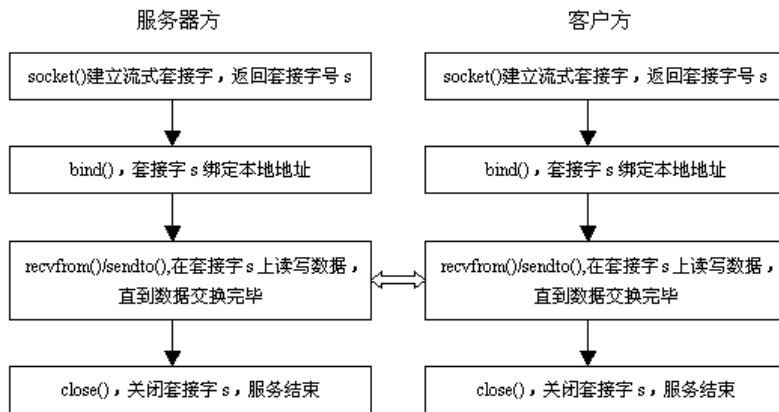 服务器方
客户方
socket()建立流式套接字，返回套接字号 s
socket()建立流式套接字，返回套接字号 s
bind()，套接字 s 绑定本地地址
bind()，套接字 s 绑定本地地址
recvfrom()/sendto(),在套接字 s 上读写数据，
直到数据交换完毕
recvfrom()/sendto(),在套接字 s 上读写数据，
直到数据交换完毕
close()，关闭套接字 s，服务结束
close()，关闭套接字 s，服务结束